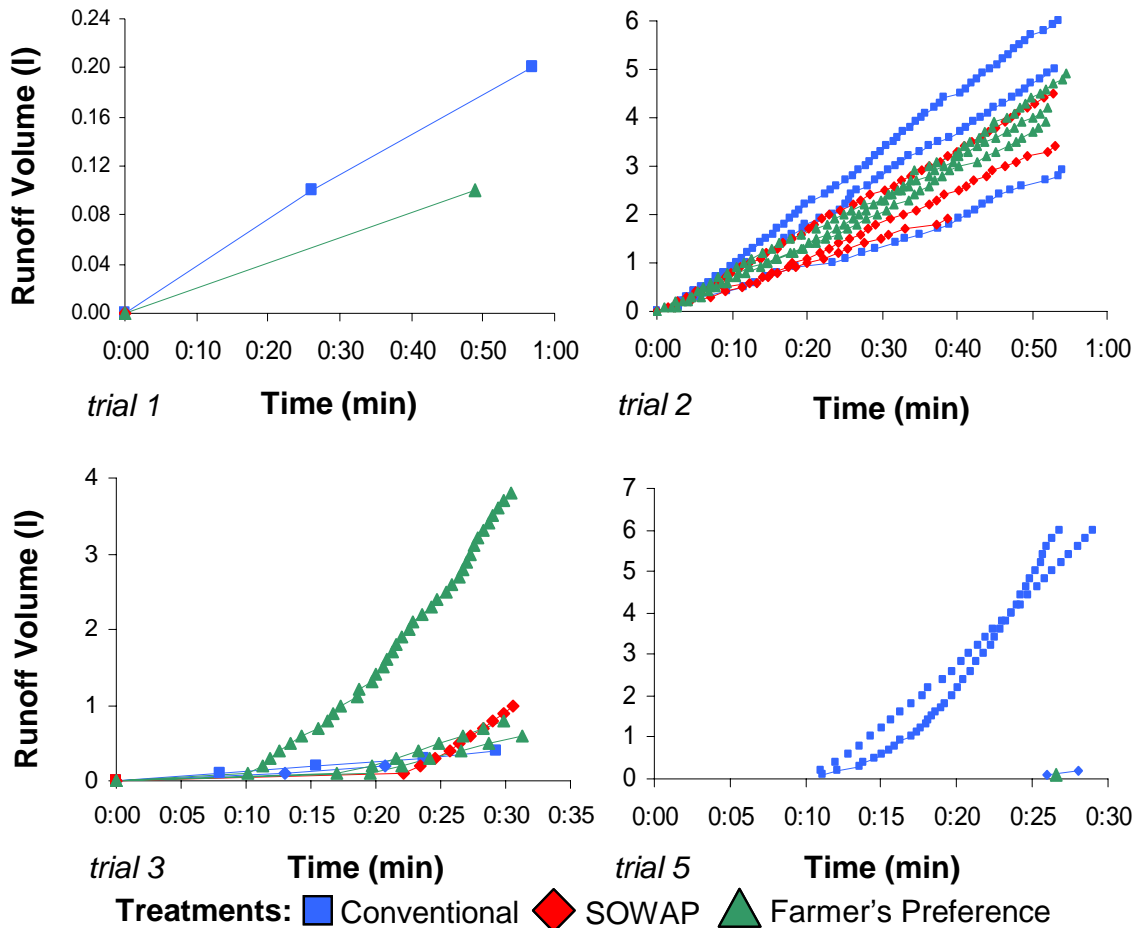 Runoff Volume (l)
0.24
0.20
0.16
0.12
0.08
0.04
0.00
0:00 0:10 0:20 0:30 0:40 0:50 1:00
trial 1 Time (min)
6
5
4
3
2
1
0
0:00 0:10 0:20 0:30 0:40 0:50 1:00
trial 2 Time (min)
Runoff Volume (l)
4
3
2
1
0
0:00 0:05 0:10 0:15 0:20 0:25 0:30 0:35
trial 3 Time (min)
7
6
5
4
3
2
1
0
0:00 0:05 0:10 0:15 0:20 0:26 0:30
trial 5 Time (min)
Treatments: Conventional SOWAP Farmer's Preference